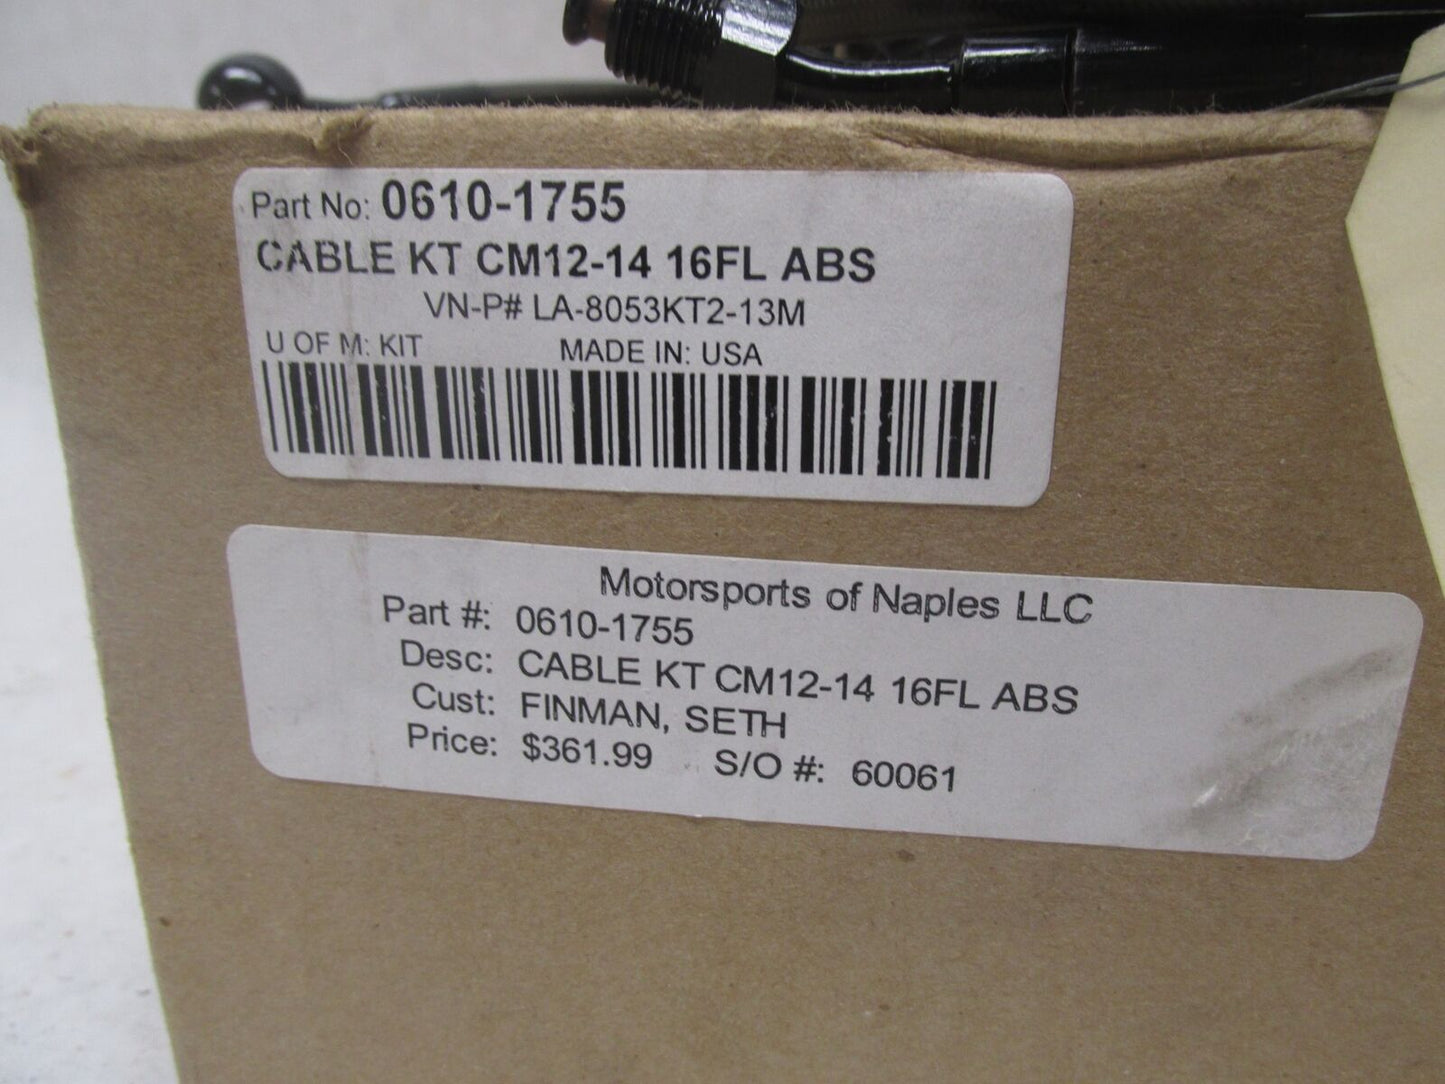 Part No: 0610-1755
CABLE KT CM12-14 16FL ABS
VN-P# LA-8053KT2-13M
U OF M: KIT MADE IN: USA
Motorsports of Naples LLC
Part #: 0610-1755
Desc: CABLE KT CM12-14 16FL ABS
Cust: FINMAN, SETH
Price: $361.99 S/O #: 60061